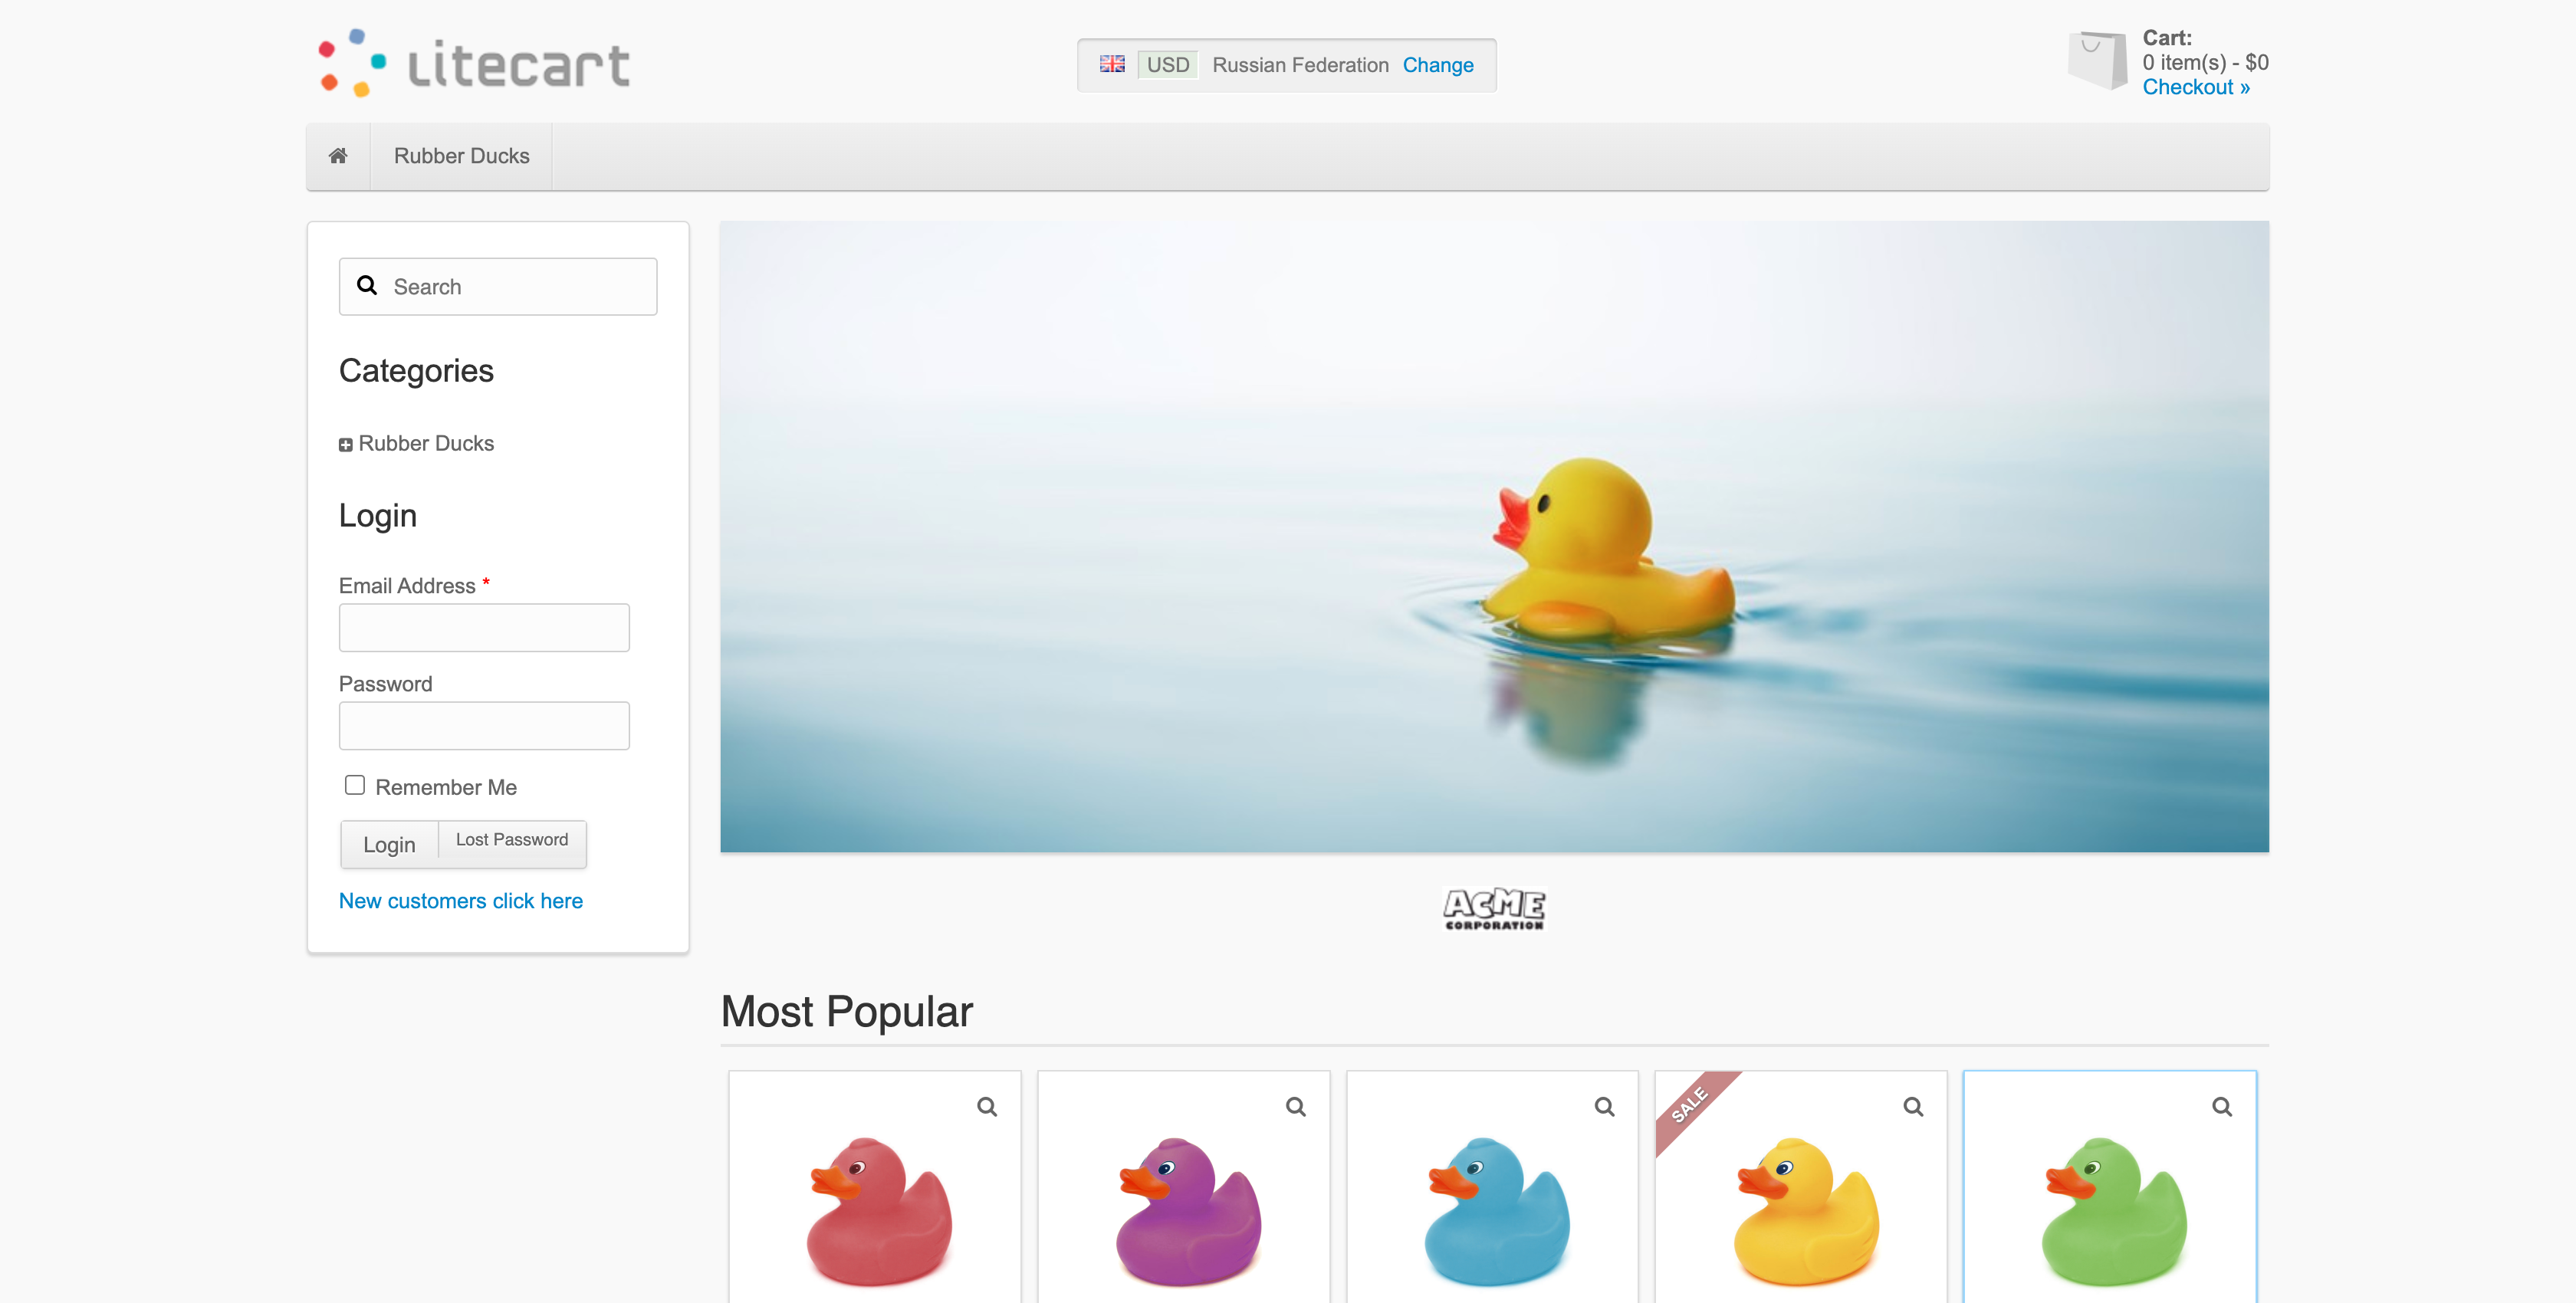 Litecart
USD Russian Federation Change
Cart:
0 item(s) - $0
Checkout »
Rubber Ducks
Search
Categories
Rubber Ducks
Login
Email Address *
Password
Remember Me
Login Lost Password
New customers click here
ACME
CORPORATION
Most Popular
SALE